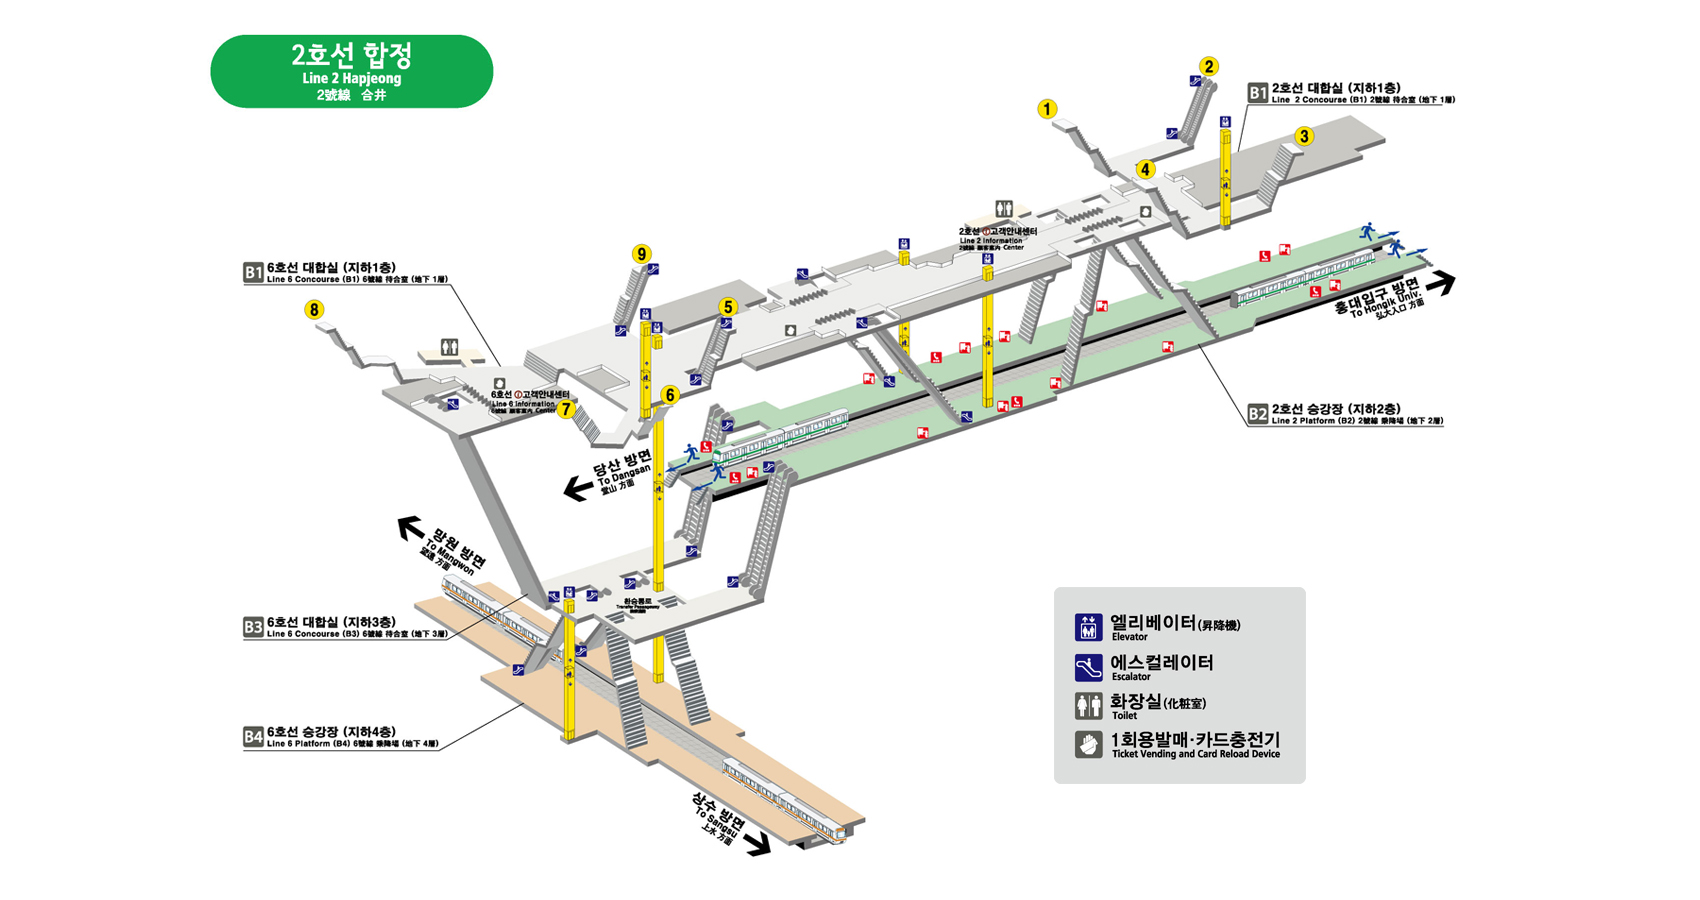 2호선 합정
Line 2 Hapjeong
2號線 合井
1
2
3
4
5
6
7
8
9
B1 2호선 대합실 (지하1층)
Line 2 Concourse (B1) 2號線 待合室 (地下 1層)
2호선 ⓘ고객안내센터
Line 2 Information
2號線 顧客案內 Center
B1 6호선 대합실 (지하1층)
Line 6 Concourse (B1) 6號線 待合室 (地下 1層)
6호선 ⓘ고객안내센터
Line 6 Information
6號線 顧客案內 Center
홍대입구 방면
To Hongik Univ.
弘大入口 方面
B2 2호선 승강장 (지하2층)
Line 2 Platform (B2) 2號線 乘降場 (地下 2層)
당산 방면
To Dangsan
堂山 方面
망원 방면
To Mangwon
望遠 方面
환승통로
Transfer Passageway
B3 6호선 대합실 (지하3층)
Line 6 Concourse (B3) 6號線 待合室 (地下 3層)
B4 6호선 승강장 (지하4층)
Line 6 Platform (B4) 6號線 乘降場 (地下 4層)
상수 방면
To Sangsu
上水 方面
엘리베이터(昇降機)
Elevator
에스컬레이터
Escalator
화장실(化粧室)
Toilet
1회용발매·카드충전기
Ticket Vending and Card Reload Device